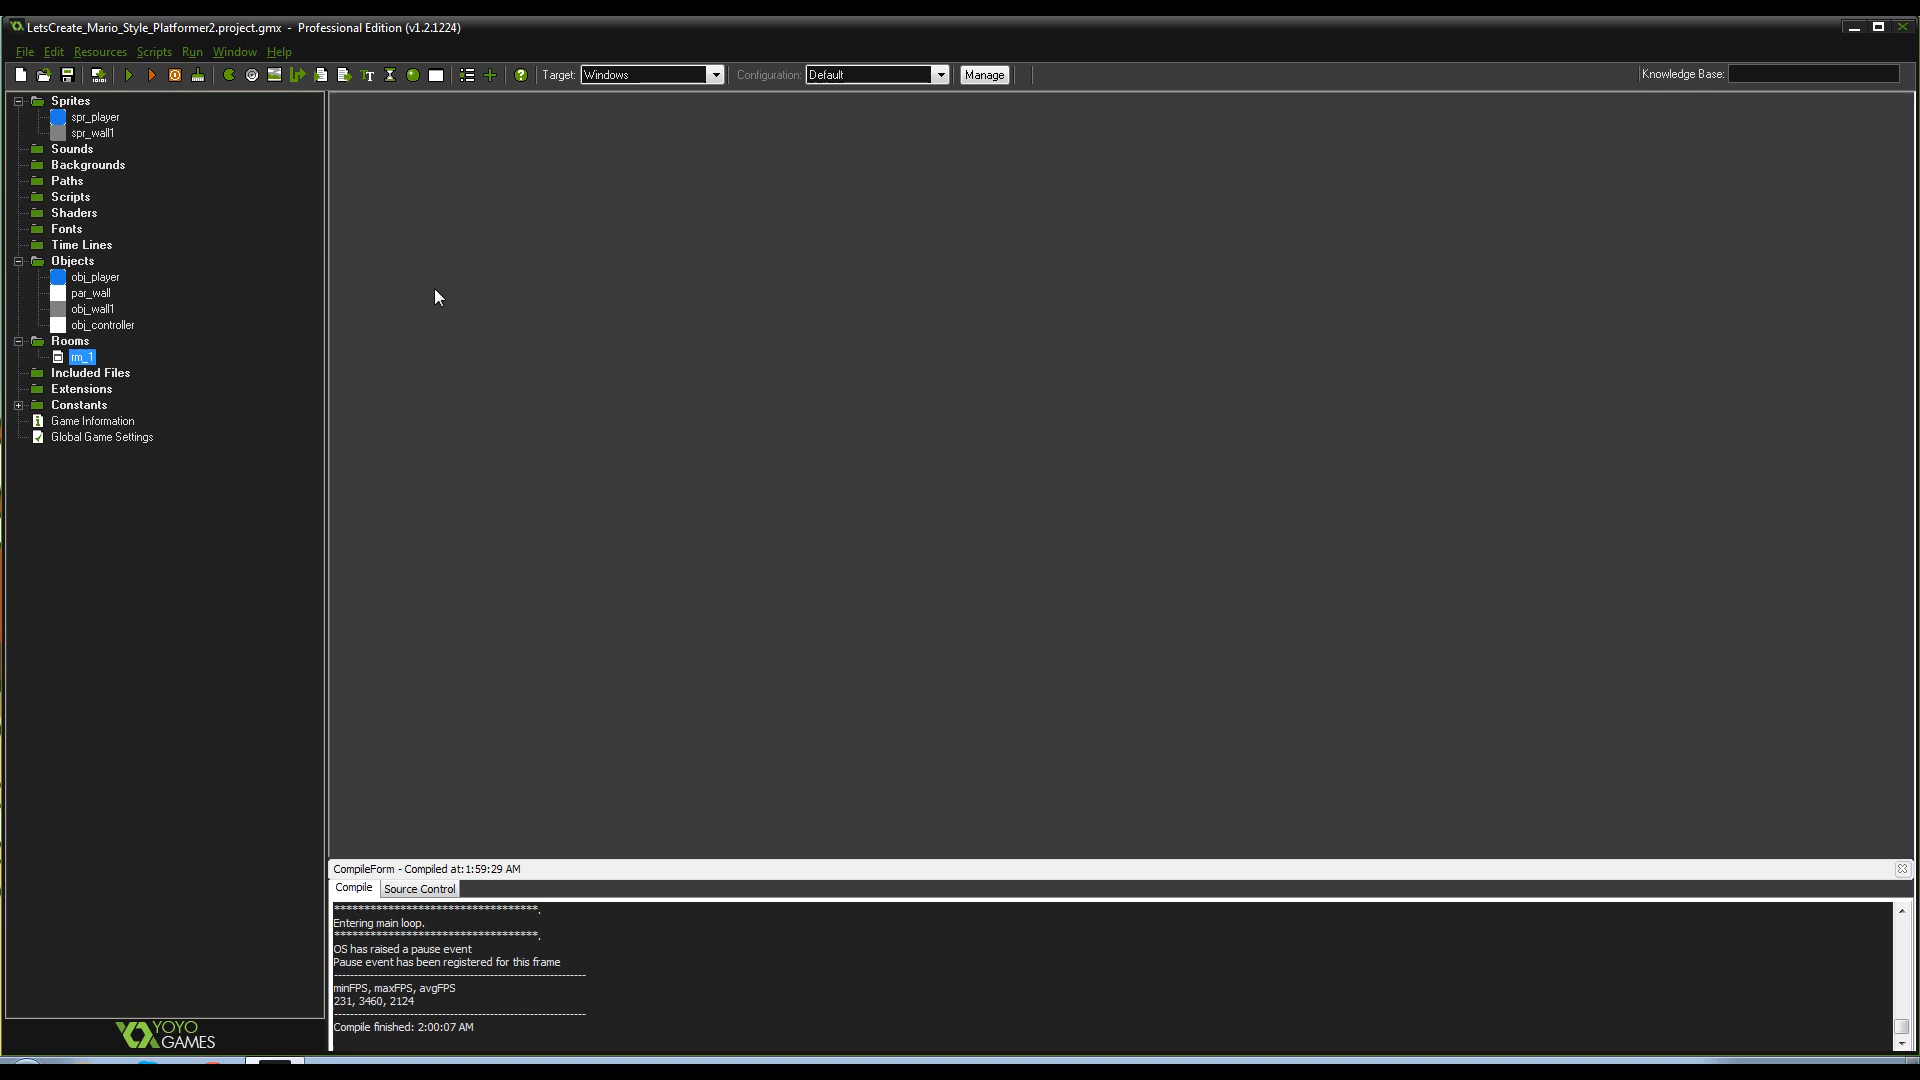 LetsCreate_Mario_Style_Platformer2.project.gmx - Professional Edition (v1.2.1224)
File Edit Resources Scripts Run Window Help
Target: Windows Configuration: Default Manage Knowledge Base:
Sprites
spr_player
spr_wall1
Sounds
Backgrounds
Paths
Scripts
Shaders
Fonts
Time Lines
Objects
obj_player
par_wall
obj_wall1
obj_controller
Rooms
rm_1
Included Files
Extensions
Constants
Game Information
Global Game Settings
YOYO
GAMES
CompileForm - Compiled at:1:59:29 AM
Compile Source Control
**********************************.
Entering main loop.
**********************************.
OS has raised a pause event
Pause event has been registered for this frame
---------------------------------------------------------------
minFPS, maxFPS, avgFPS
231, 3460, 2124
---------------------------------------------------------------
Compile finished: 2:00:07 AM